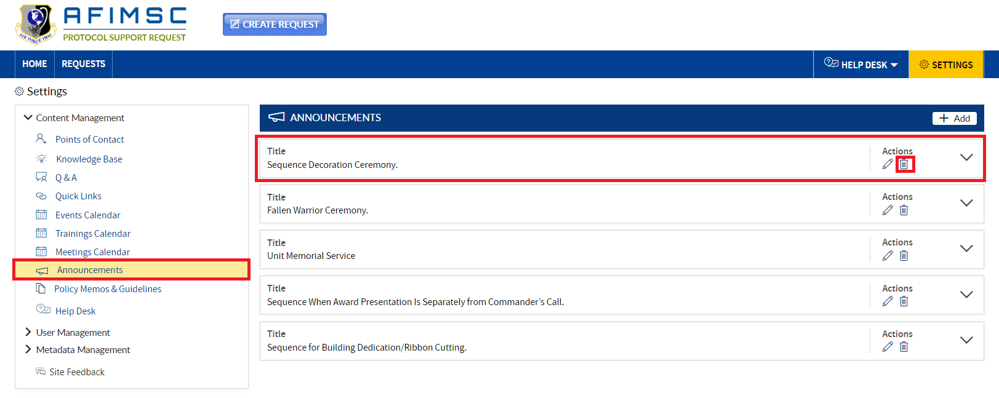 AFIMSC
PROTOCOL SUPPORT REQUEST
AIR FORCE IMSC
CREATE REQUEST
HOME
REQUESTS
HELP DESK
SETTINGS
Settings
Content Management
Points of Contact
Knowledge Base
Q & A
Quick Links
Events Calendar
Trainings Calendar
Meetings Calendar
Announcements
Policy Memos & Guidelines
Help Desk
User Management
Metadata Management
Site Feedback
ANNOUNCEMENTS
Add
Title
Actions
Sequence Decoration Ceremony.
Title
Actions
Fallen Warrior Ceremony.
Title
Actions
Unit Memorial Service
Title
Actions
Sequence When Award Presentation Is Separately from Commander’s Call.
Title
Actions
Sequence for Building Dedication/Ribbon Cutting.